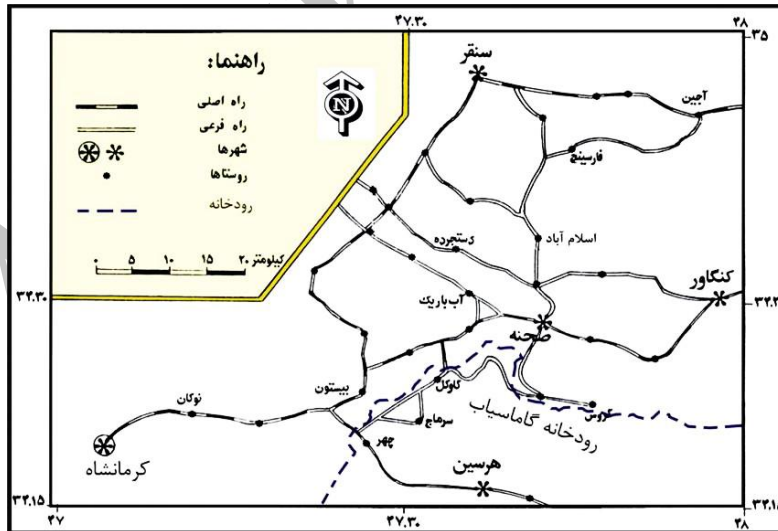 ۴۷.۳۰
۴۸
۳۵
راهنما:
راه اصلی
راه فرعی
شهرها
روستاها
رودخانه
۰ ۵ ۱۰ ۱۵ ۲۰ کیلومتر
N
سنقر
آجین
فارسینج
اسلام آباد
دستجرده
کنگاور
۳۴.۳۰
آب باریک
صحنه
بیستون
کاوکل
سرماج
نوکان
کرمانشاه
چهر
رودخانه گاماسیاب
هرسین
۳۴.۱۵
۴۷
۴۷.۳۰
۴۸